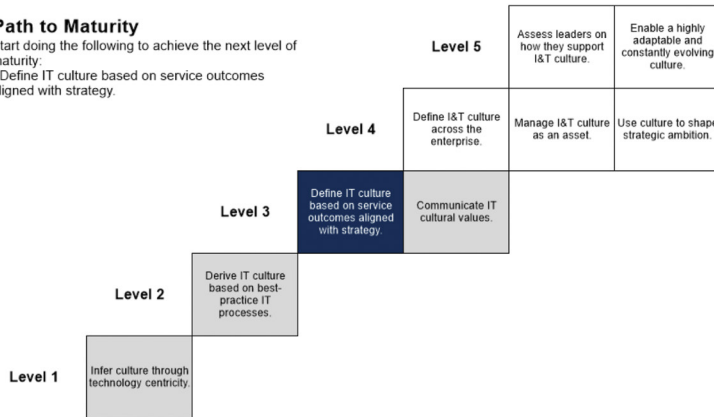 Path to Maturity
tart doing the following to achieve the next level of
aturity:
Define IT culture based on service outcomes
ligned with strategy.
Level 5
Assess leaders on
how they support
I&T culture.
Enable a highly
adaptable and
constantly evolving
culture.
Level 4
Define I&T culture
across the
enterprise.
Manage I&T culture
as an asset.
Use culture to shape
strategic ambition.
Level 3
Define IT culture
based on service
outcomes aligned
with strategy.
Communicate IT
cultural values.
Level 2
Derive IT culture
based on best-
practice IT
processes.
Level 1
Infer culture through
technology centricity.